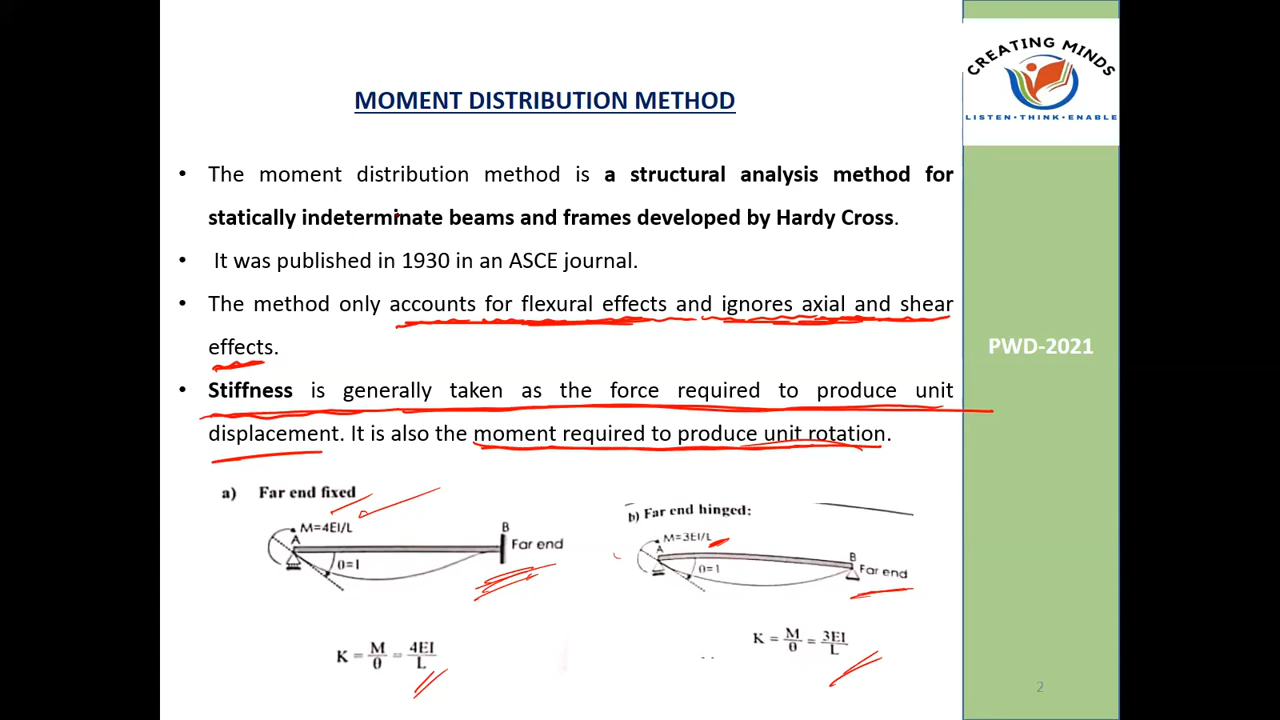 CREATING MINDS
LISTEN•THINK•ENABLE
MOMENT DISTRIBUTION METHOD
• The moment distribution method is a structural analysis method for
statically indeterminate beams and frames developed by Hardy Cross.
• It was published in 1930 in an ASCE journal.
• The method only accounts for flexural effects and ignores axial and shear
effects.
PWD-2021
• Stiffness is generally taken as the force required to produce unit
displacement. It is also the moment required to produce unit rotation.
a) Far end fixed
M=4EI/L
A
B
Far end
θ=1
K = M/θ = 4EI/L
b) Far end hinged:
M=3EI/L
A
B
Far end
θ=1
K = M/θ = 3EI/L
2